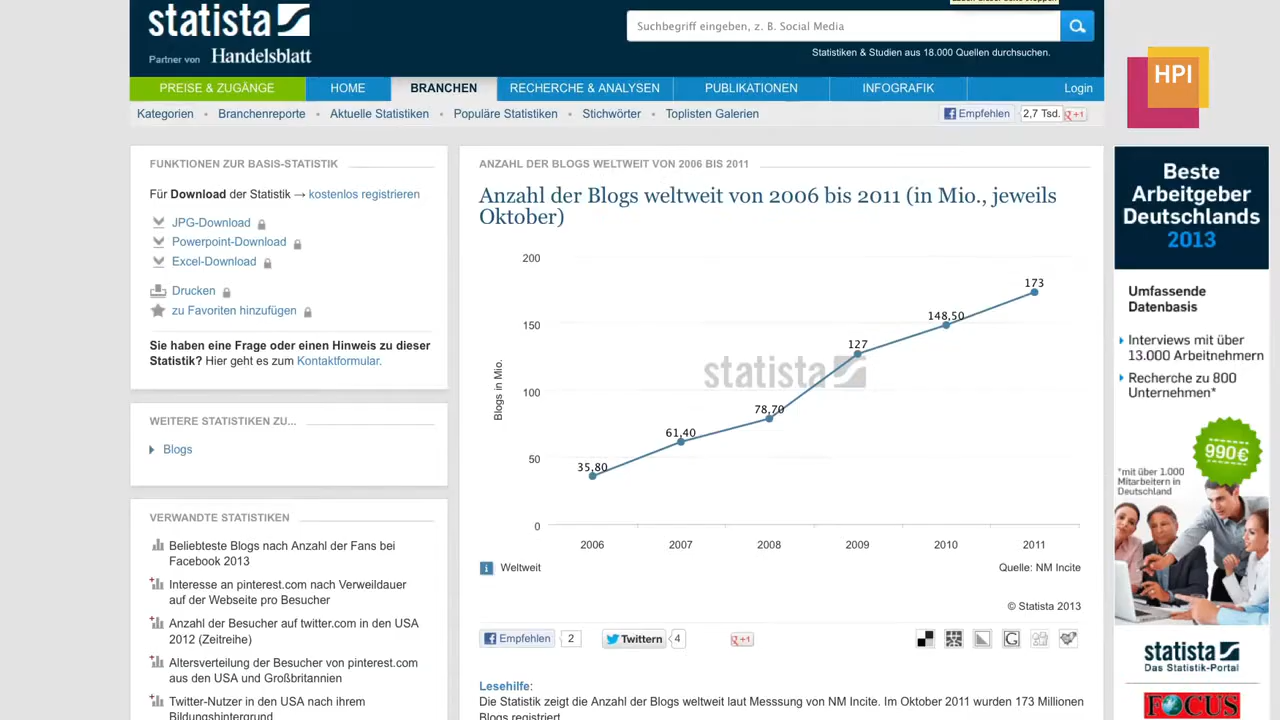 statista
Partner von Handelsblatt
Suchbegriff eingeben, z. B. Social Media
Statistiken & Studien aus 18.000 Quellen durchsuchen.
HPI
PREISE & ZUGÄNGE
HOME
BRANCHEN
RECHERCHE & ANALYSEN
PUBLIKATIONEN
INFOGRAFIK
Login
Kategorien • Branchenreporte • Aktuelle Statistiken • Populäre Statistiken • Stichwörter • Toplisten Galerien
Empfehlen
2,7 Tsd.
+1
FUNKTIONEN ZUR BASIS-STATISTIK
Für Download der Statistik → kostenlos registrieren
JPG-Download
Powerpoint-Download
Excel-Download
Drucken
zu Favoriten hinzufügen
Sie haben eine Frage oder einen Hinweis zu dieser
Statistik? Hier geht es zum Kontaktformular.
WEITERE STATISTIKEN ZU...
Blogs
VERWANDTE STATISTIKEN
Beliebteste Blogs nach Anzahl der Fans bei
Facebook 2013
Interesse an pinterest.com nach Verweildauer
auf der Webseite pro Besucher
Anzahl der Besucher auf twitter.com in den USA
2012 (Zeitreihe)
Altersverteilung der Besucher von pinterest.com
aus den USA und Großbritannien
Twitter-Nutzer in den USA nach ihrem
Bildungshintergrund
ANZAHL DER BLOGS WELTWEIT VON 2006 BIS 2011
Anzahl der Blogs weltweit von 2006 bis 2011 (in Mio., jeweils
Oktober)
200
150
100
50
0
Blogs in Mio.
35,80
61,40
78,70
127
148,50
173
statista
2006
2007
2008
2009
2010
2011
Weltweit
Quelle: NM Incite
© Statista 2013
Empfehlen
2
Twittern
4
+1
Lesehilfe:
Die Statistik zeigt die Anzahl der Blogs weltweit laut Messsung von NM Incite. Im Oktober 2011 wurden 173 Millionen
Blogs registriert
Beste
Arbeitgeber
Deutschlands
2013
Umfassende
Datenbasis
Interviews mit über
13.000 Arbeitnehmern
Recherche zu 800
Unternehmen*
990€
*mit über 1.000
Mitarbeitern in
Deutschland
statista
Das Statistik-Portal
FOCUS